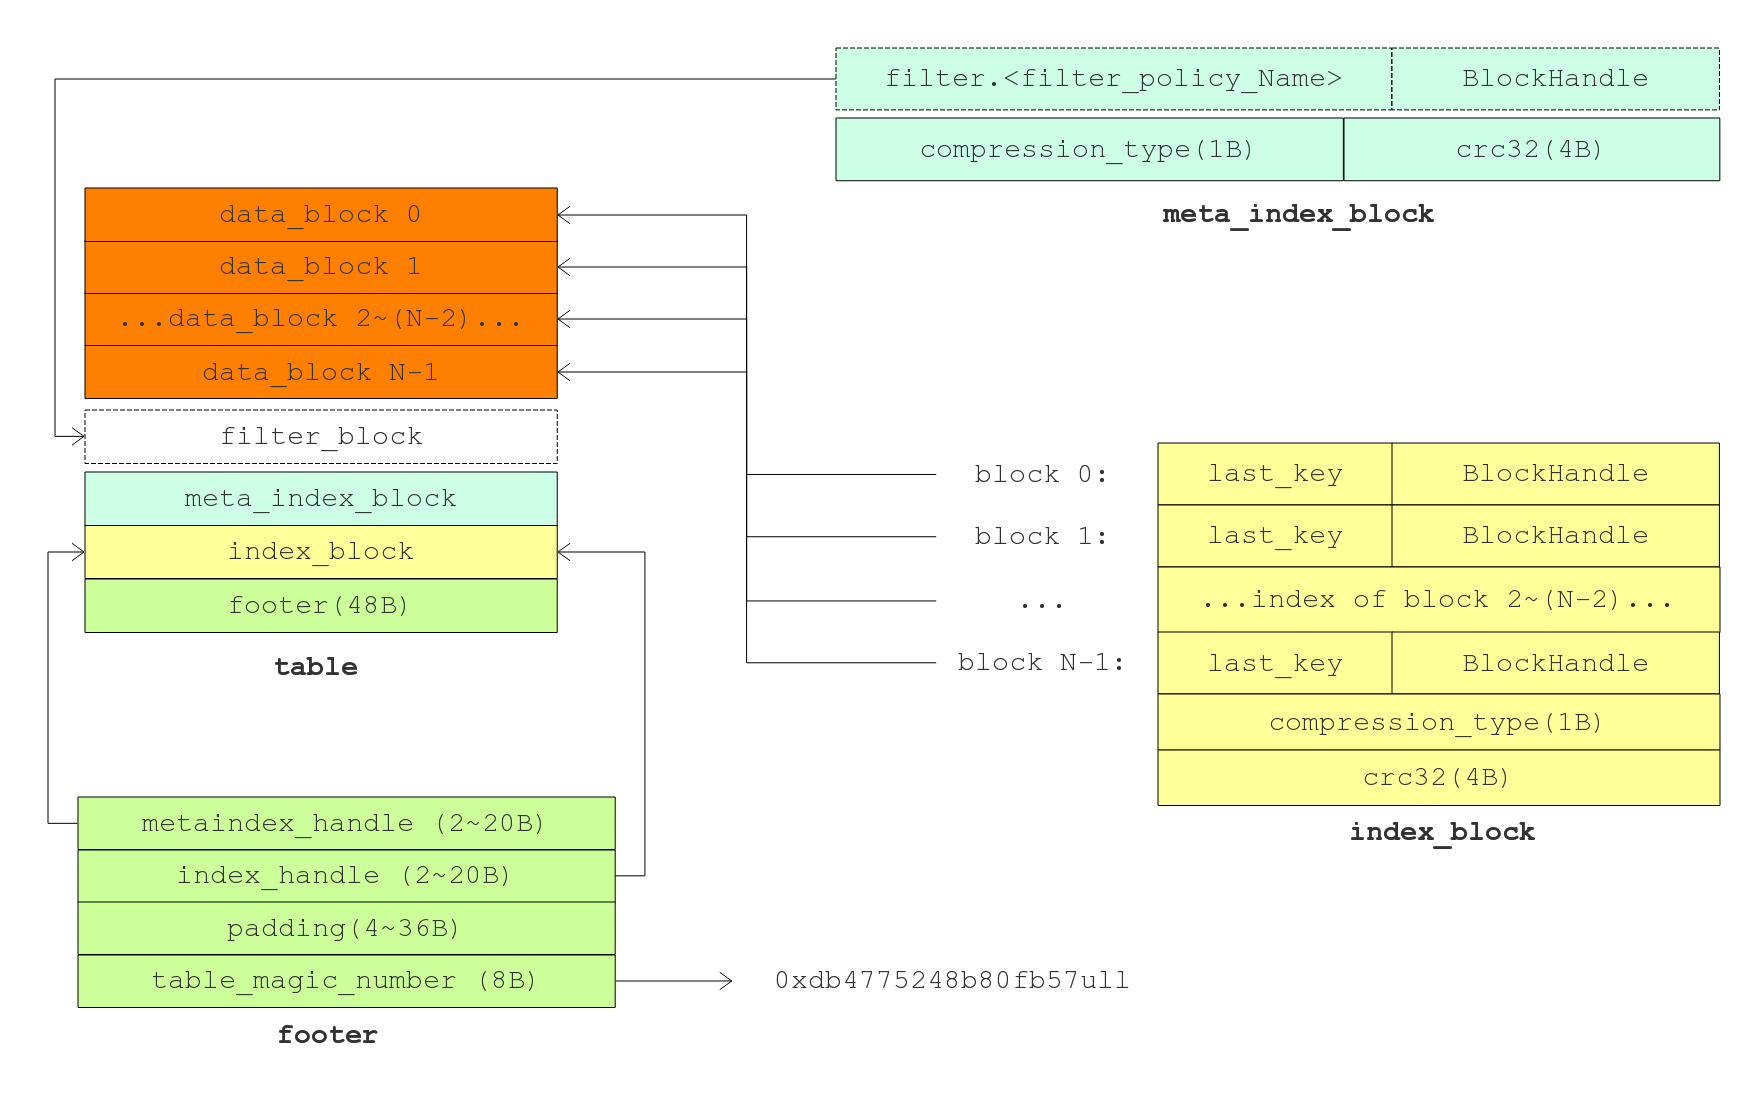 filter.<filter_policy_Name> BlockHandle
compression_type(1B) crc32(4B)
meta_index_block
data_block 0
data_block 1
...data_block 2~(N-2)...
data_block N-1
filter_block
meta_index_block
index_block
footer(48B)
table
block 0: last_key BlockHandle
block 1: last_key BlockHandle
... ...index of block 2~(N-2)...
block N-1: last_key BlockHandle
compression_type(1B)
crc32(4B)
index_block
metaindex_handle (2~20B)
index_handle (2~20B)
padding(4~36B)
table_magic_number (8B) 0xdb4775248b80fb57ull
footer